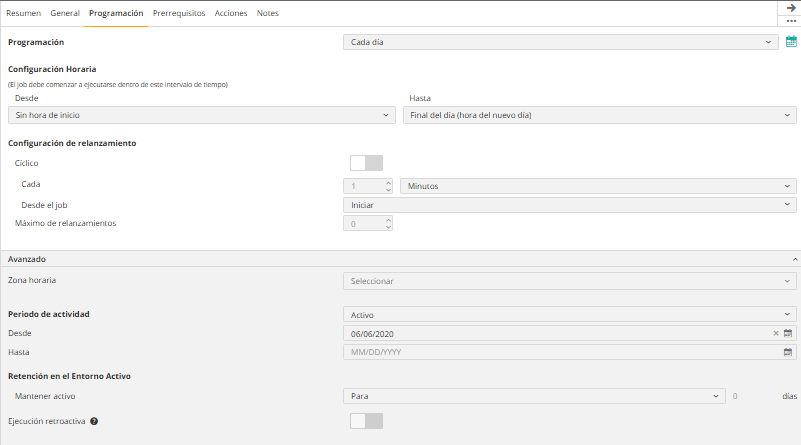 Resumen General Programación Prerrequisitos Acciones Notes
Programación Cada día
Configuración Horaria
(El job debe comenzar a ejecutarse dentro de este intervalo de tiempo)
Desde Hasta
Sin hora de inicio Final del día (hora del nuevo día)
Configuración de relanzamiento
Cíclico
Cada 1 Minutos
Desde el job Iniciar
Máximo de relanzamientos 0
Avanzado
Zona horaria Seleccionar
Periodo de actividad Activo
Desde 06/06/2020
Hasta MM/DD/YYYY
Retención en el Entorno Activo
Mantener activo Para 0 días
Ejecución retroactiva ?